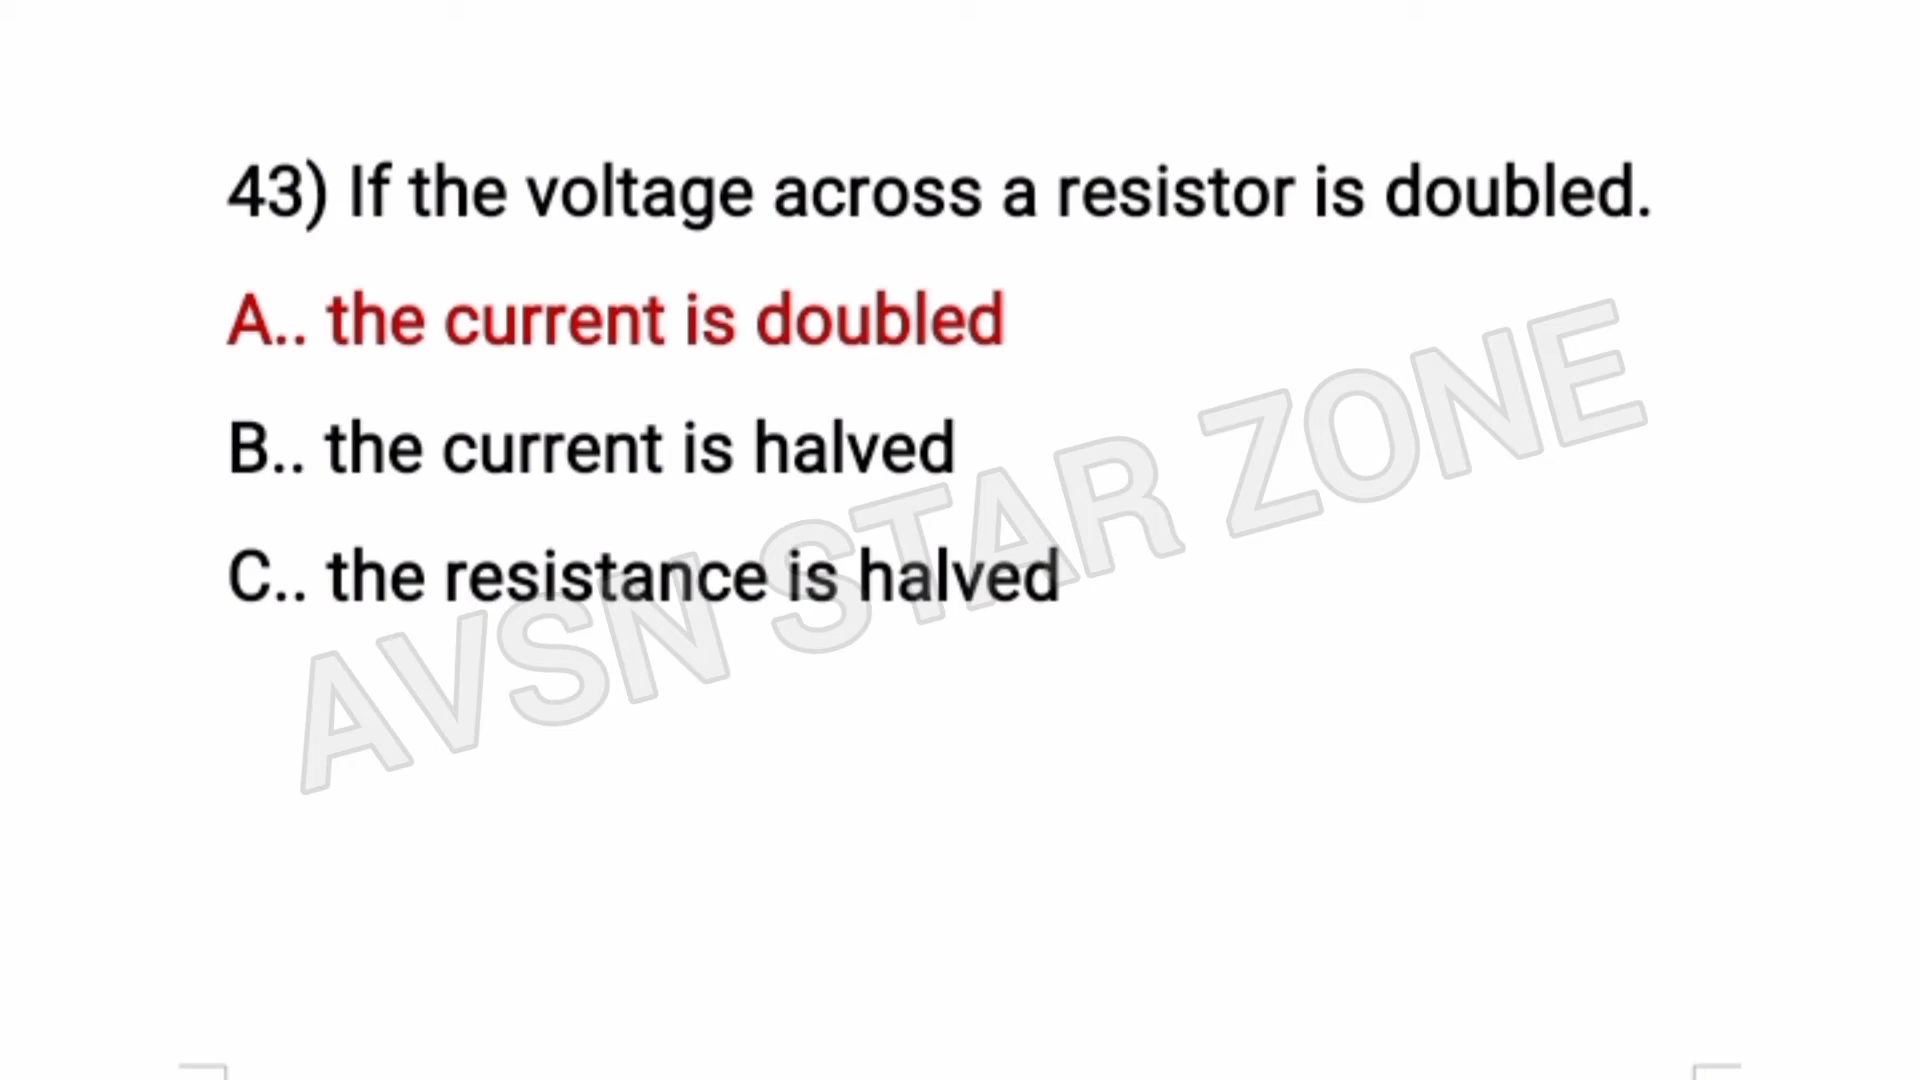 43) If the voltage across a resistor is doubled.
A.. the current is doubled
B.. the current is halved
C.. the resistance is halved
AVSN STAR ZONE